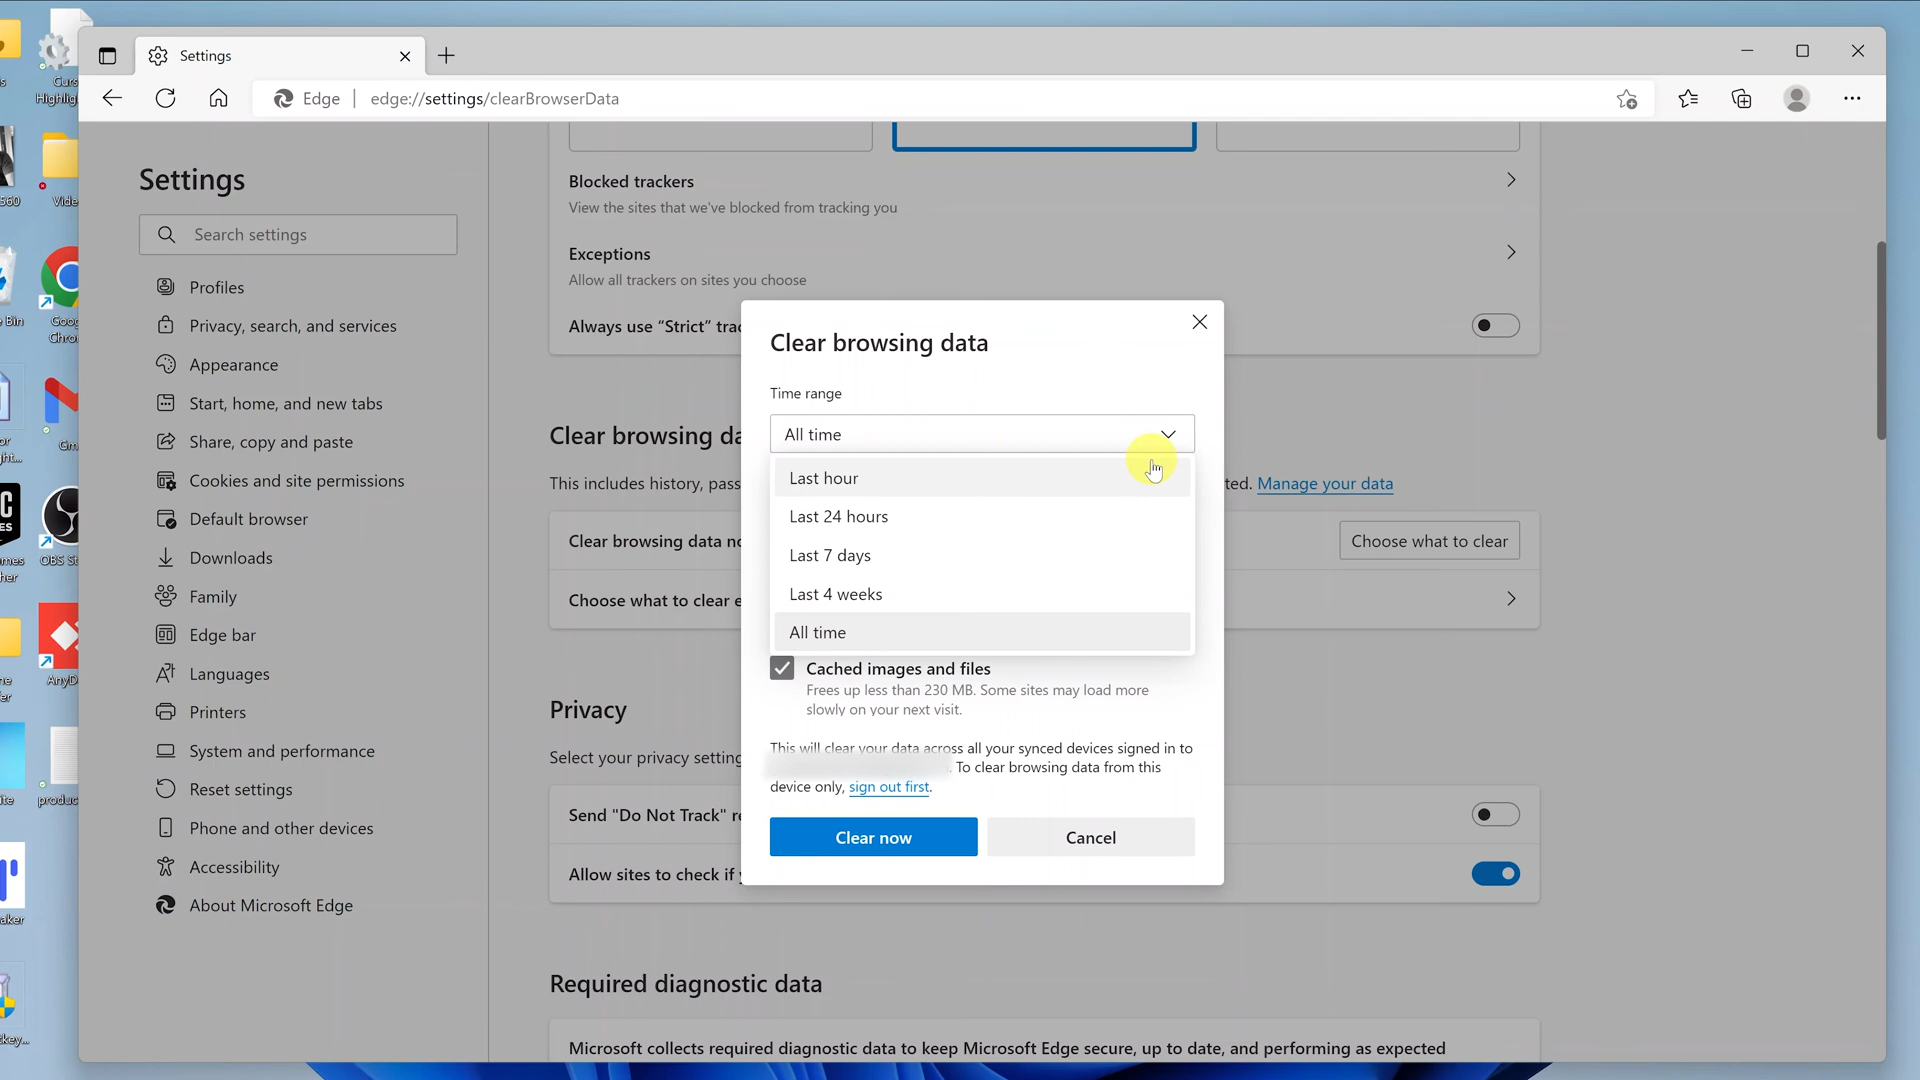 Settings
Edge
edge://settings/clearBrowserData
Settings
Search settings
Profiles
Privacy, search, and services
Appearance
Start, home, and new tabs
Share, copy and paste
Cookies and site permissions
Default browser
Downloads
Family
Edge bar
Languages
Printers
System and performance
Reset settings
Phone and other devices
Accessibility
About Microsoft Edge
Blocked trackers
View the sites that we've blocked from tracking you
Exceptions
Allow all trackers on sites you choose
Always use “Strict”
Clear browsing
This includes history,
Manage your data
Clear browsing data
Choose what to clear
Choose what to clear
Privacy
Select your privacy
Send "Do Not Track"
Allow sites to check if
Required diagnostic data
Microsoft collects required diagnostic data to keep Microsoft Edge secure, up to date, and performing as expected
Clear browsing data
Time range
All time
Last hour
Last 24 hours
Last 7 days
Last 4 weeks
All time
Cached images and files
Frees up less than 230 MB. Some sites may load more
slowly on your next visit.
This will clear your data across all your synced devices signed in to
. To clear browsing data from this
device only, sign out first.
Clear now
Cancel